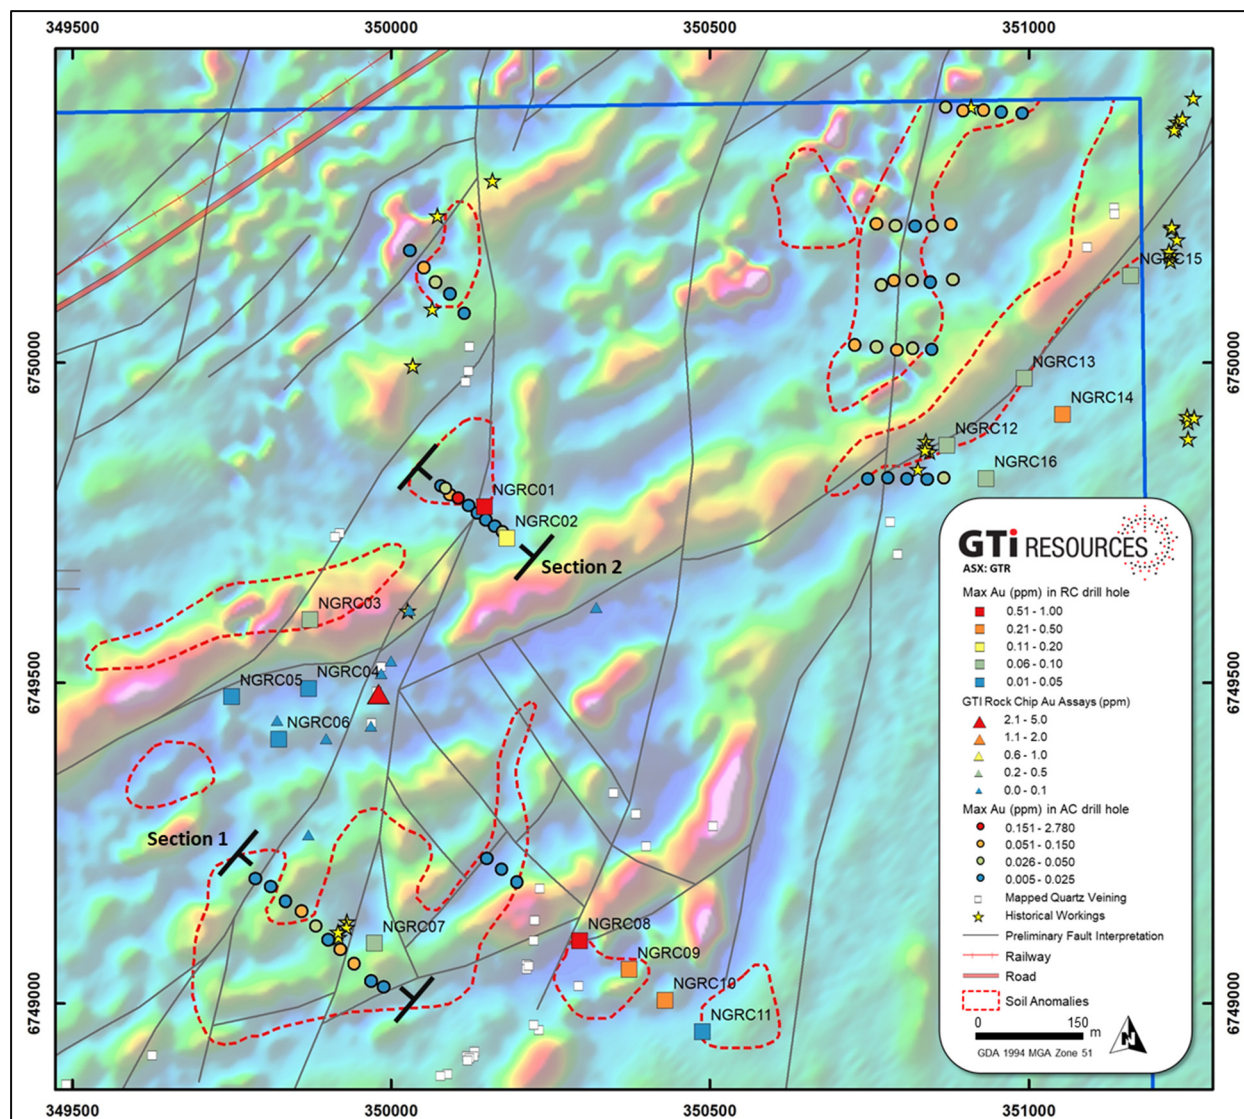 349500
350000
350500
351000
6750000
6750000
6749500
6749500
6749000
6749000
NGRC15
NGRC13
NGRC14
NGRC12
NGRC16
NGRC01
NGRC02
Section 2
NGRC03
NGRC04
NGRC05
NGRC06
Section 1
NGRC07
NGRC08
NGRC09
NGRC10
NGRC11
GTi RESOURCES
ASX: GTR
Max Au (ppm) in RC drill hole
0.51 - 1.00
0.21 - 0.50
0.11 - 0.20
0.06 - 0.10
0.01 - 0.05
GTI Rock Chip Au Assays (ppm)
2.1 - 5.0
1.1 - 2.0
0.6 - 1.0
0.2 - 0.5
0.0 - 0.1
Max Au (ppm) in AC drill hole
0.151 - 2.780
0.051 - 0.150
0.026 - 0.050
0.005 - 0.025
Mapped Quartz Veining
Historical Workings
Preliminary Fault Interpretation
Railway
Road
Soil Anomalies
0 150 m
GDA 1994 MGA Zone 51
N
349500
350000
350500
351000